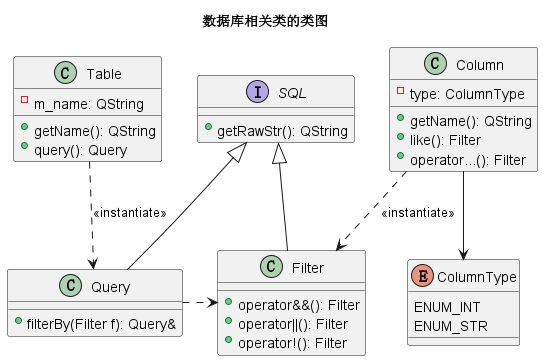 数据库相关类的类图
C Table
m_name: QString
getName(): QString
query(): Query
I SQL
getRawStr(): QString
C Column
type: ColumnType
getName(): QString
like(): Filter
operator...(): Filter
«instantiate»
«instantiate»
C Query
filterBy(Filter f): Query&
C Filter
operator&&(): Filter
operator||(): Filter
operator!(): Filter
E ColumnType
ENUM_INT
ENUM_STR